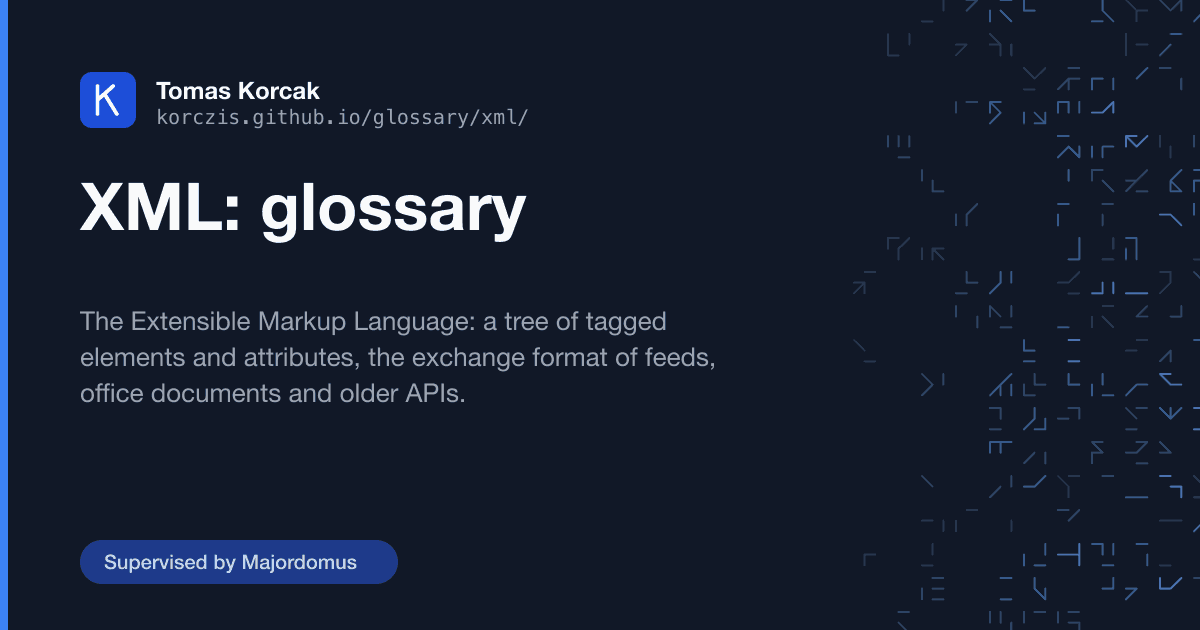 K
Tomas Korcak
korczis.github.io/glossary/xml/
XML: glossary
The Extensible Markup Language: a tree of tagged
elements and attributes, the exchange format of feeds,
office documents and older APIs.
Supervised by Majordomus